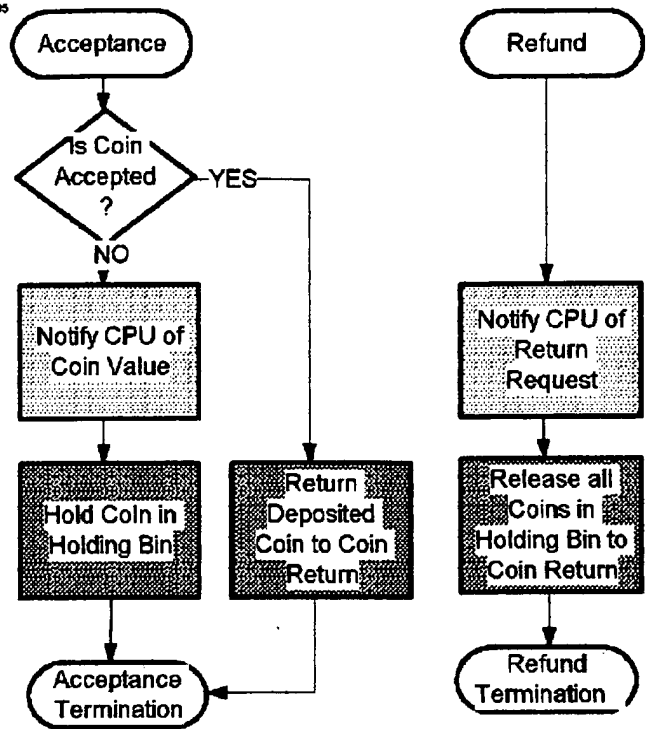 Acceptance
Is Coin
Accepted
?
YES
NO
Notify CPU of
Coin Value
Hold Coin in
Holding Bin
Return
Deposited
Coin to Coin
Return
Acceptance
Termination
Refund
Notify CPU of
Return
Request
Release all
Coins in
Holding Bin to
Coin Return
Refund
Termination